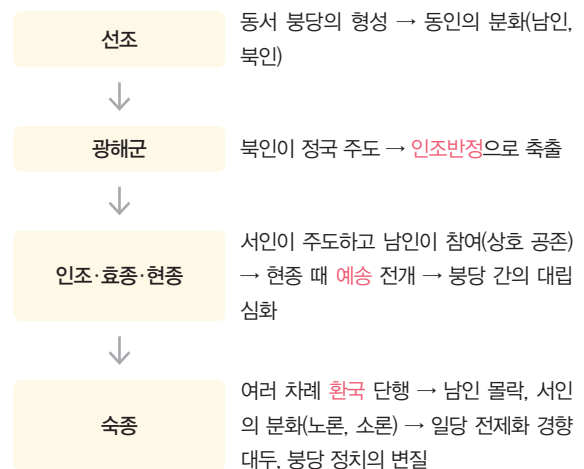 선조
동서 붕당의 형성 → 동인의 분화(남인,
북인)
광해군
북인이 정국 주도 → 인조반정으로 축출
인조·효종·현종
서인이 주도하고 남인이 참여(상호 공존)
→ 현종 때 예송 전개 → 붕당 간의 대립
심화
숙종
여러 차례 환국 단행 → 남인 몰락, 서인
의 분화(노론, 소론) → 일당 전제화 경향
대두, 붕당 정치의 변질